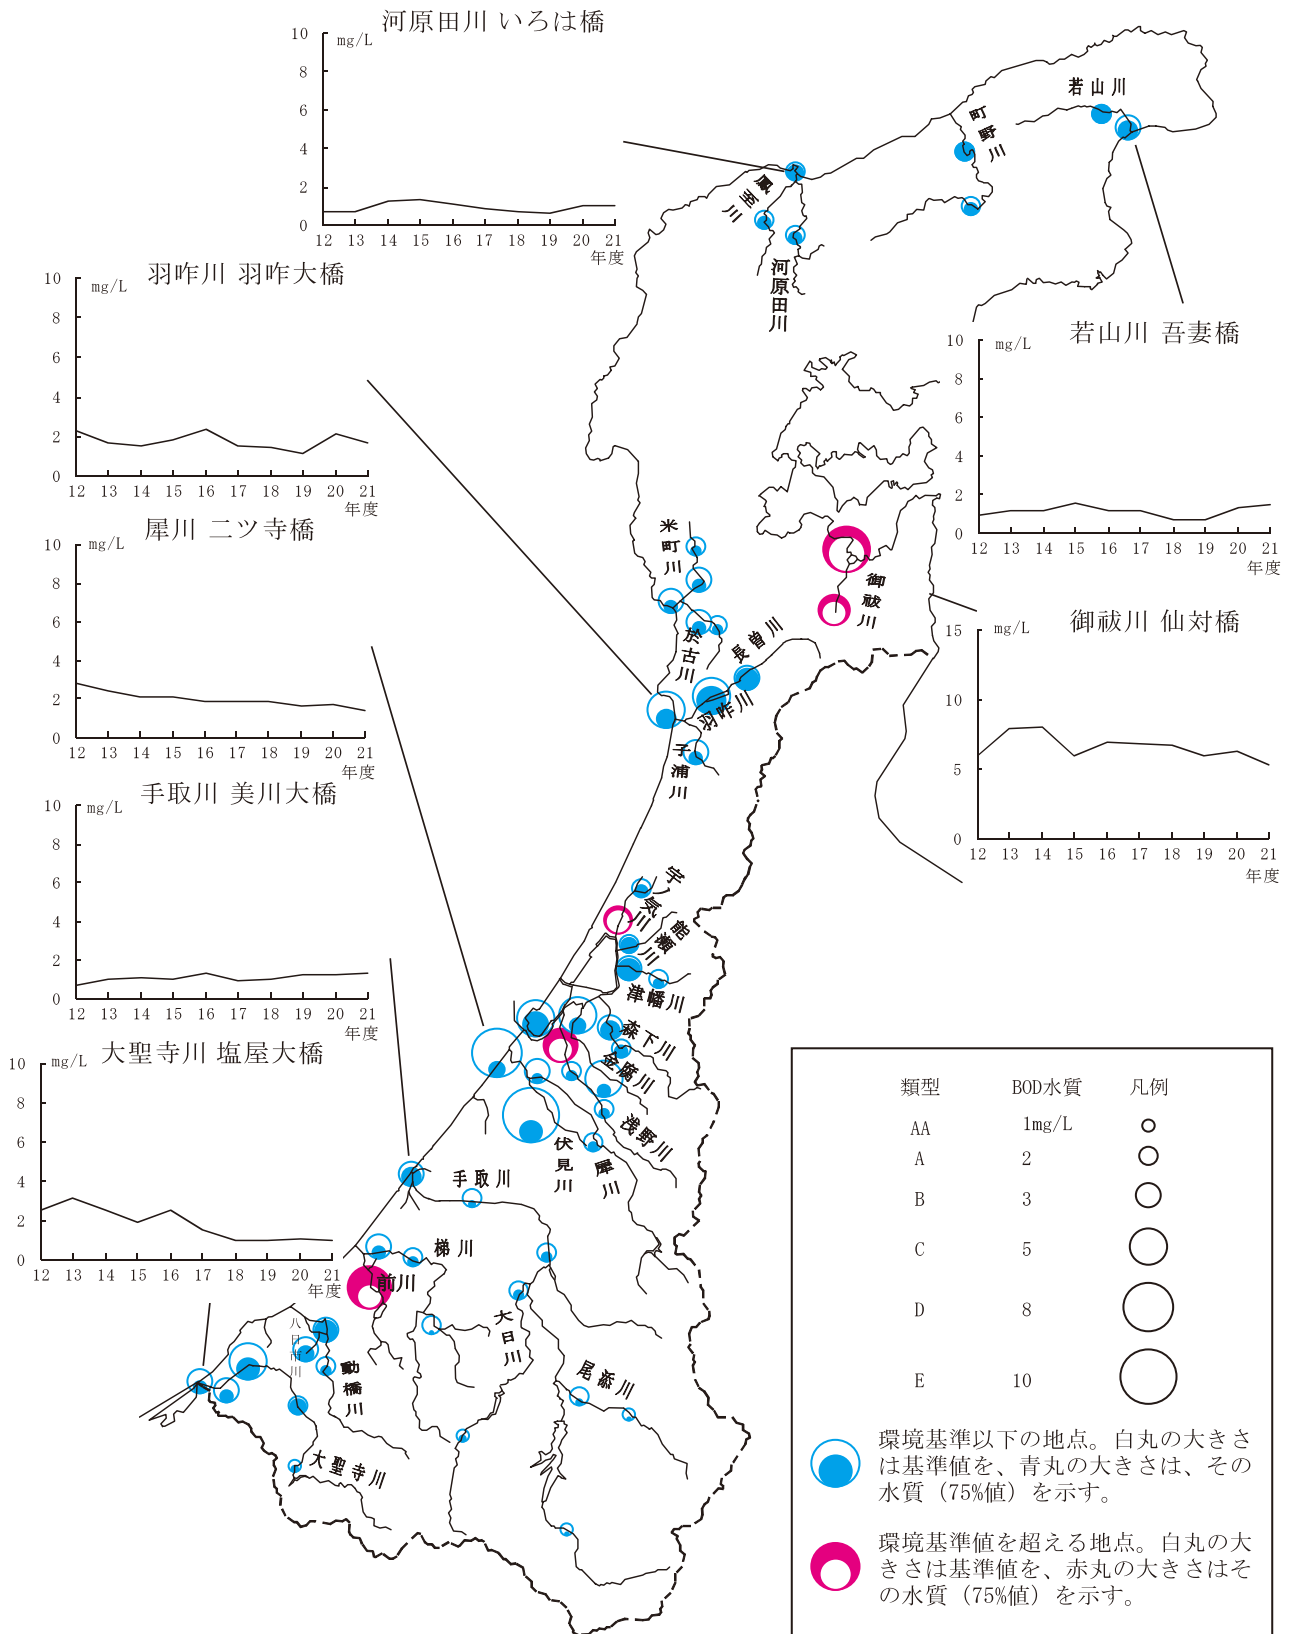 河原田川 いろは橋
mg/L
10
8
6
4
2
0
12 13 14 15 16 17 18 19 20 21
年度
羽咋川 羽咋大橋
mg/L
10
8
6
4
2
0
12 13 14 15 16 17 18 19 20 21
年度
犀川 二ツ寺橋
mg/L
10
8
6
4
2
0
12 13 14 15 16 17 18 19 20 21
年度
手取川 美川大橋
mg/L
10
8
6
4
2
0
12 13 14 15 16 17 18 19 20 21
年度
大聖寺川 塩屋大橋
mg/L
10
8
6
4
2
0
12 13 14 15 16 17 18 19 20 21
年度
若山川 吾妻橋
mg/L
10
8
6
4
2
0
12 13 14 15 16 17 18 19 20 21
年度
御祓川 仙対橋
mg/L
15
10
5
0
12 13 14 15 16 17 18 19 20 21
年度
若山川
町野川
鳳至川
河原田川
米町川
御祓川
於古川
長曽川
羽咋川
子浦川
宇ノ気川
能瀬川
津幡川
森下川
金腐川
浅野川
犀川
伏見川
手取川
梯川
前川
大日川
尾添川
八日市川
動橋川
大聖寺川
類型 BOD水質 凡例
AA 1mg/L
A 2
B 3
C 5
D 8
E 10
環境基準以下の地点。白丸の大きさ
は基準値を、青丸の大きさは、その
水質（75%値）を示す。
環境基準値を超える地点。白丸の大
きさは基準値を、赤丸の大きさはそ
の水質（75%値）を示す。